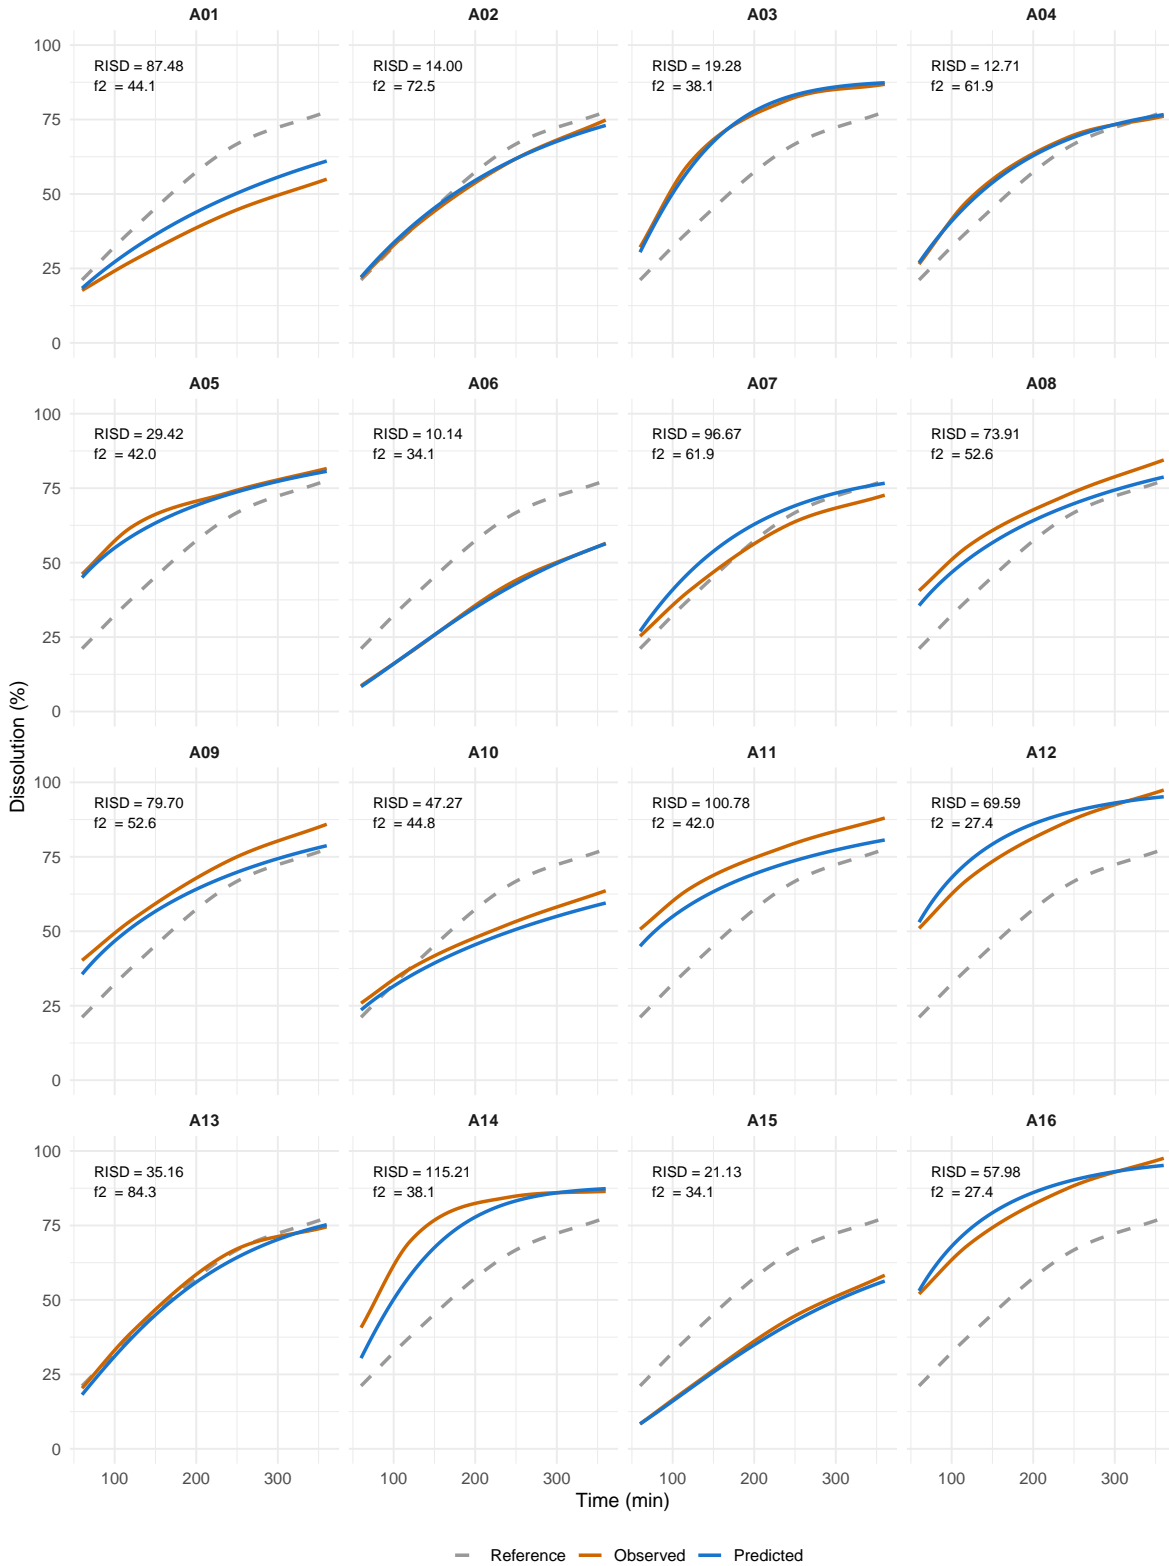 A01 A02 A03 A04
100
RISD = 87.48 RISD = 14.00 RISD = 19.28 RISD = 12.71
f2 = 44.1 f2 = 72.5 f2 = 38.1 f2 = 61.9
75
50
25
0
A05 A06 A07 A08
100
RISD = 29.42 RISD = 10.14 RISD = 96.67 RISD = 73.91
f2 = 42.0 f2 = 34.1 f2 = 61.9 f2 = 52.6
75
50
25
0
Dissolution (%)
A09 A10 A11 A12
100
RISD = 79.70 RISD = 47.27 RISD = 100.78 RISD = 69.59
f2 = 52.6 f2 = 44.8 f2 = 42.0 f2 = 27.4
75
50
25
0
A13 A14 A15 A16
100
RISD = 35.16 RISD = 115.21 RISD = 21.13 RISD = 57.98
f2 = 84.3 f2 = 38.1 f2 = 34.1 f2 = 27.4
75
50
25
0
100 200 300 100 200 300 100 200 300 100 200 300
Time (min)
Reference Observed Predicted